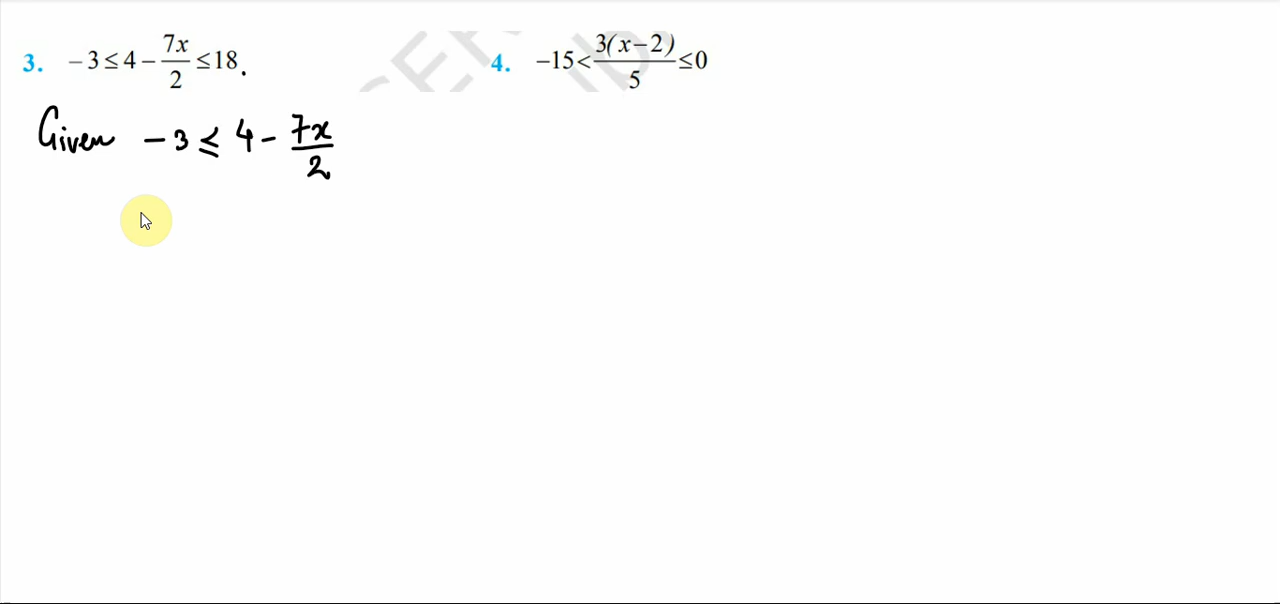 3. −3 ≤ 4 − 7x/2 ≤ 18. 4. −15 < 3(x−2)/5 ≤ 0
Given −3 ≤ 4 − 7x/2